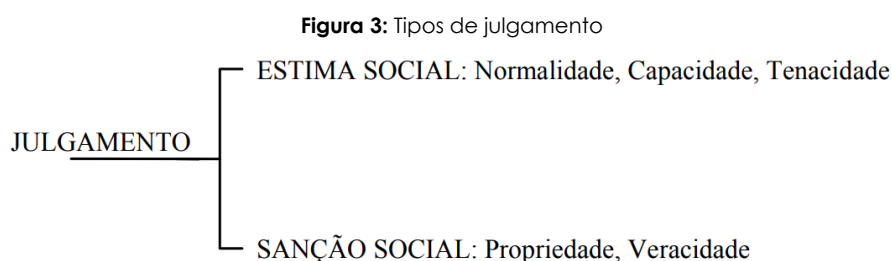 Figura 3: Tipos de julgamento
ESTIMA SOCIAL: Normalidade, Capacidade, Tenacidade
JULGAMENTO
SANÇÃO SOCIAL: Propriedade, Veracidade